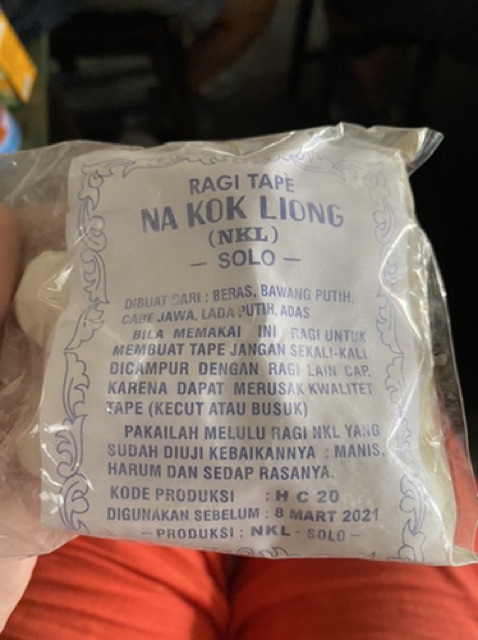 RAGI TAPE
NA KOK LIONG
(NKL)
— SOLO —
DIBUAT DARI : BERAS, BAWANG PUTIH,
CABE JAWA, LADA PUTIH, ADAS
BILA MEMAKAI INI RAGI UNTUK
MEMBUAT TAPE JANGAN SEKALI-KALI
DICAMPUR DENGAN RAGI LAIN CAP.
KARENA DAPAT MERUSAK KWALITET
TAPE (KECUT ATAU BUSUK)
PAKAILAH MELULU RAGI NKL YANG
SUDAH DIUJI KEBAIKANNYA : MANIS,
HARUM DAN SEDAP RASANYA.
KODE PRODUKSI : H C 20
DIGUNAKAN SEBELUM : 8 MART 2021
— PRODUKSI : NKL - SOLO —